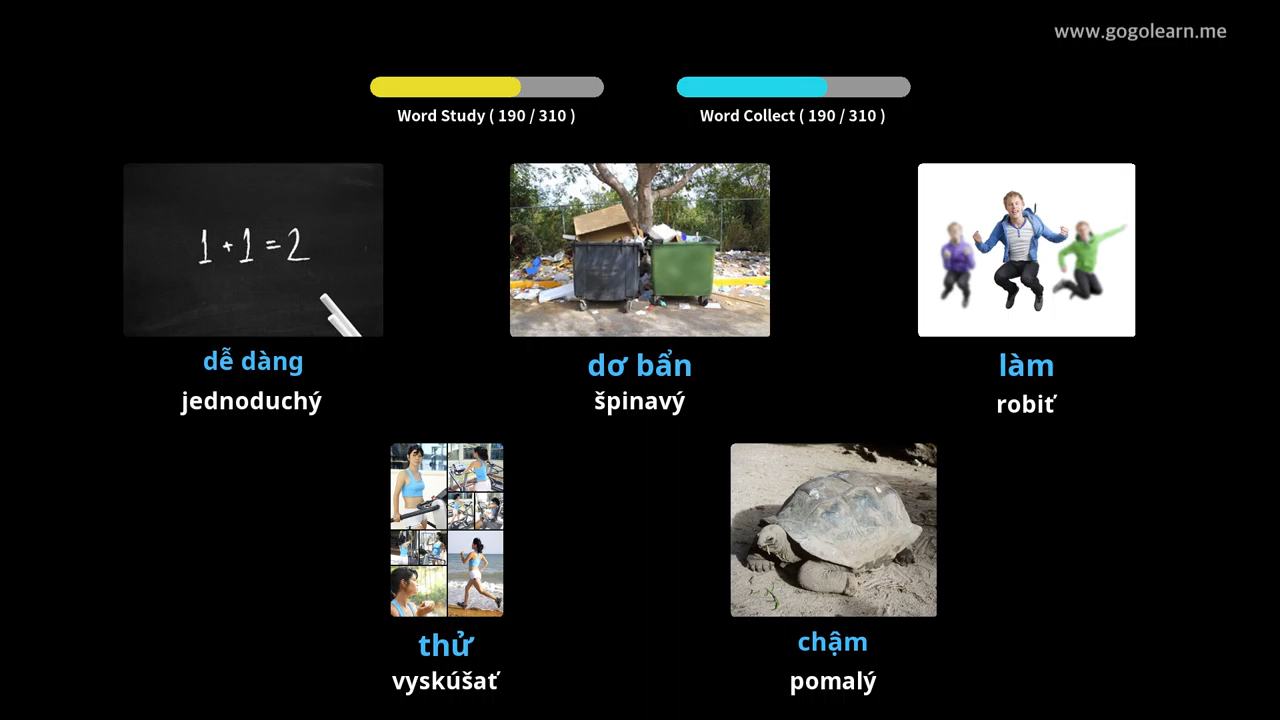 www.gogolearn.me
Word Study ( 190 / 310 )
Word Collect ( 190 / 310 )
1 + 1 = 2
dễ dàng
jednoduchý
dơ bẩn
špinavý
làm
robiť
thử
vyskúšať
chậm
pomalý